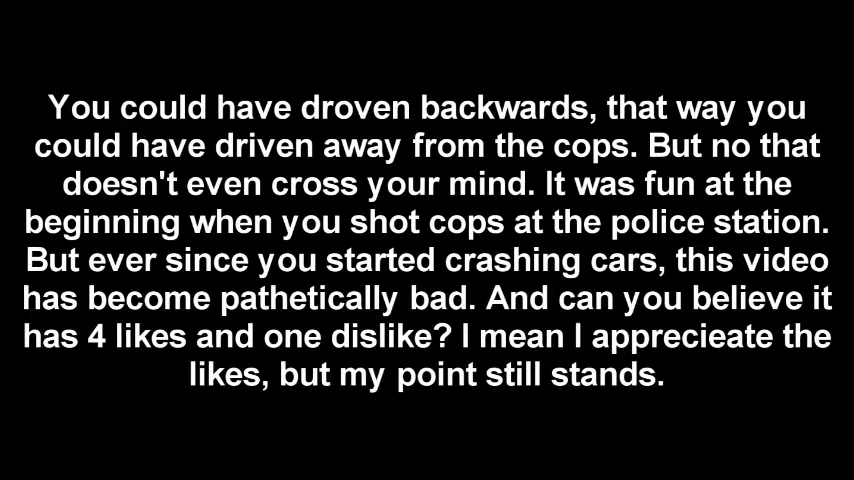 You could have droven backwards, that way you
could have driven away from the cops. But no that
doesn't even cross your mind. It was fun at the
beginning when you shot cops at the police station.
But ever since you started crashing cars, this video
has become pathetically bad. And can you believe it
has 4 likes and one dislike? I mean I apprecieate the
likes, but my point still stands.